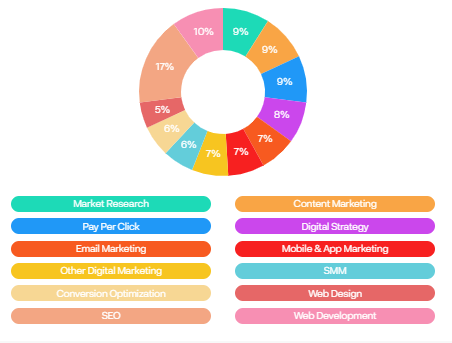 10%
9%
9%
17%
9%
5%
8%
6%
6%
7%
7%
7%
Market Research
Content Marketing
Pay Per Click
Digital Strategy
Email Marketing
Mobile & App Marketing
Other Digital Marketing
SMM
Conversion Optimization
Web Design
SEO
Web Development